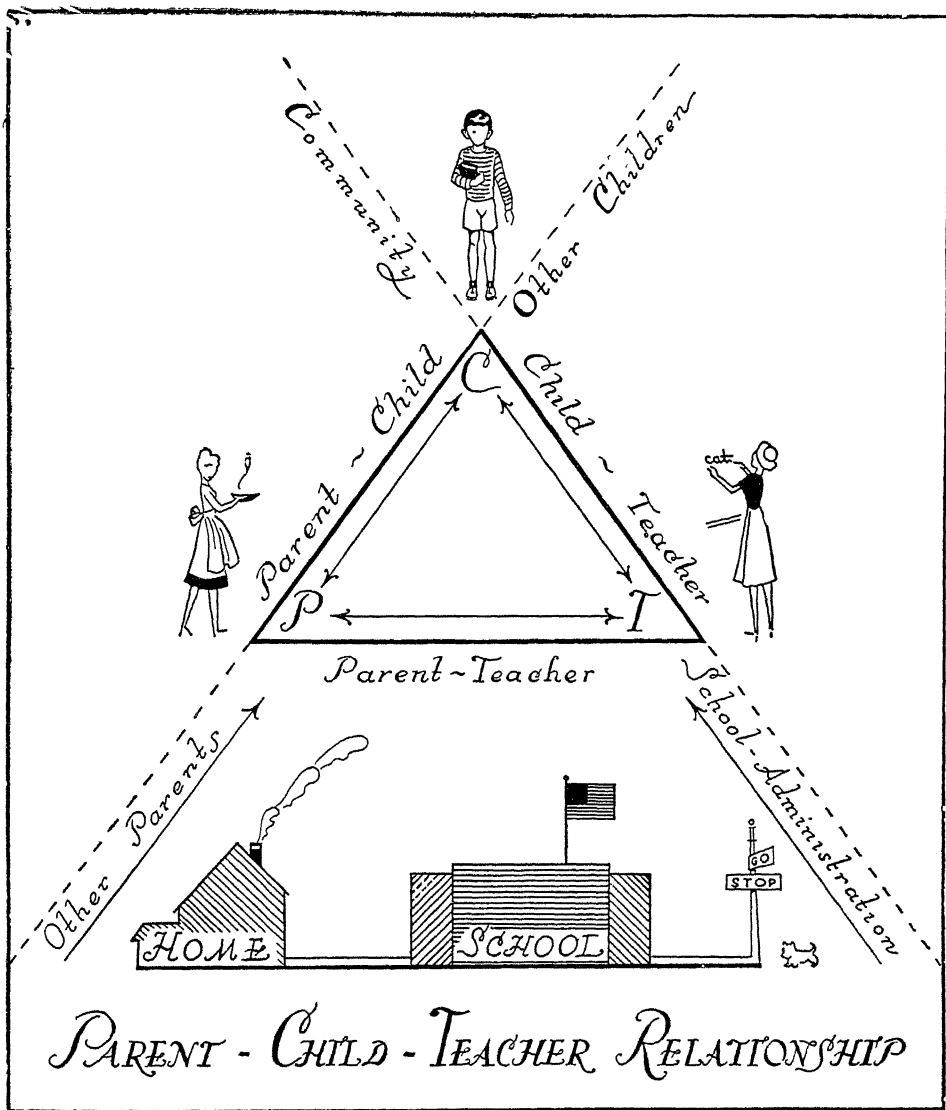 Community
Other Children
C
Parent ~ Child
Child ~ Teacher
cat
P
T
Parent ~ Teacher
Other Parents
School-Administration
GO
STOP
HOME
SCHOOL
PARENT - CHILD - TEACHER RELATIONSHIP